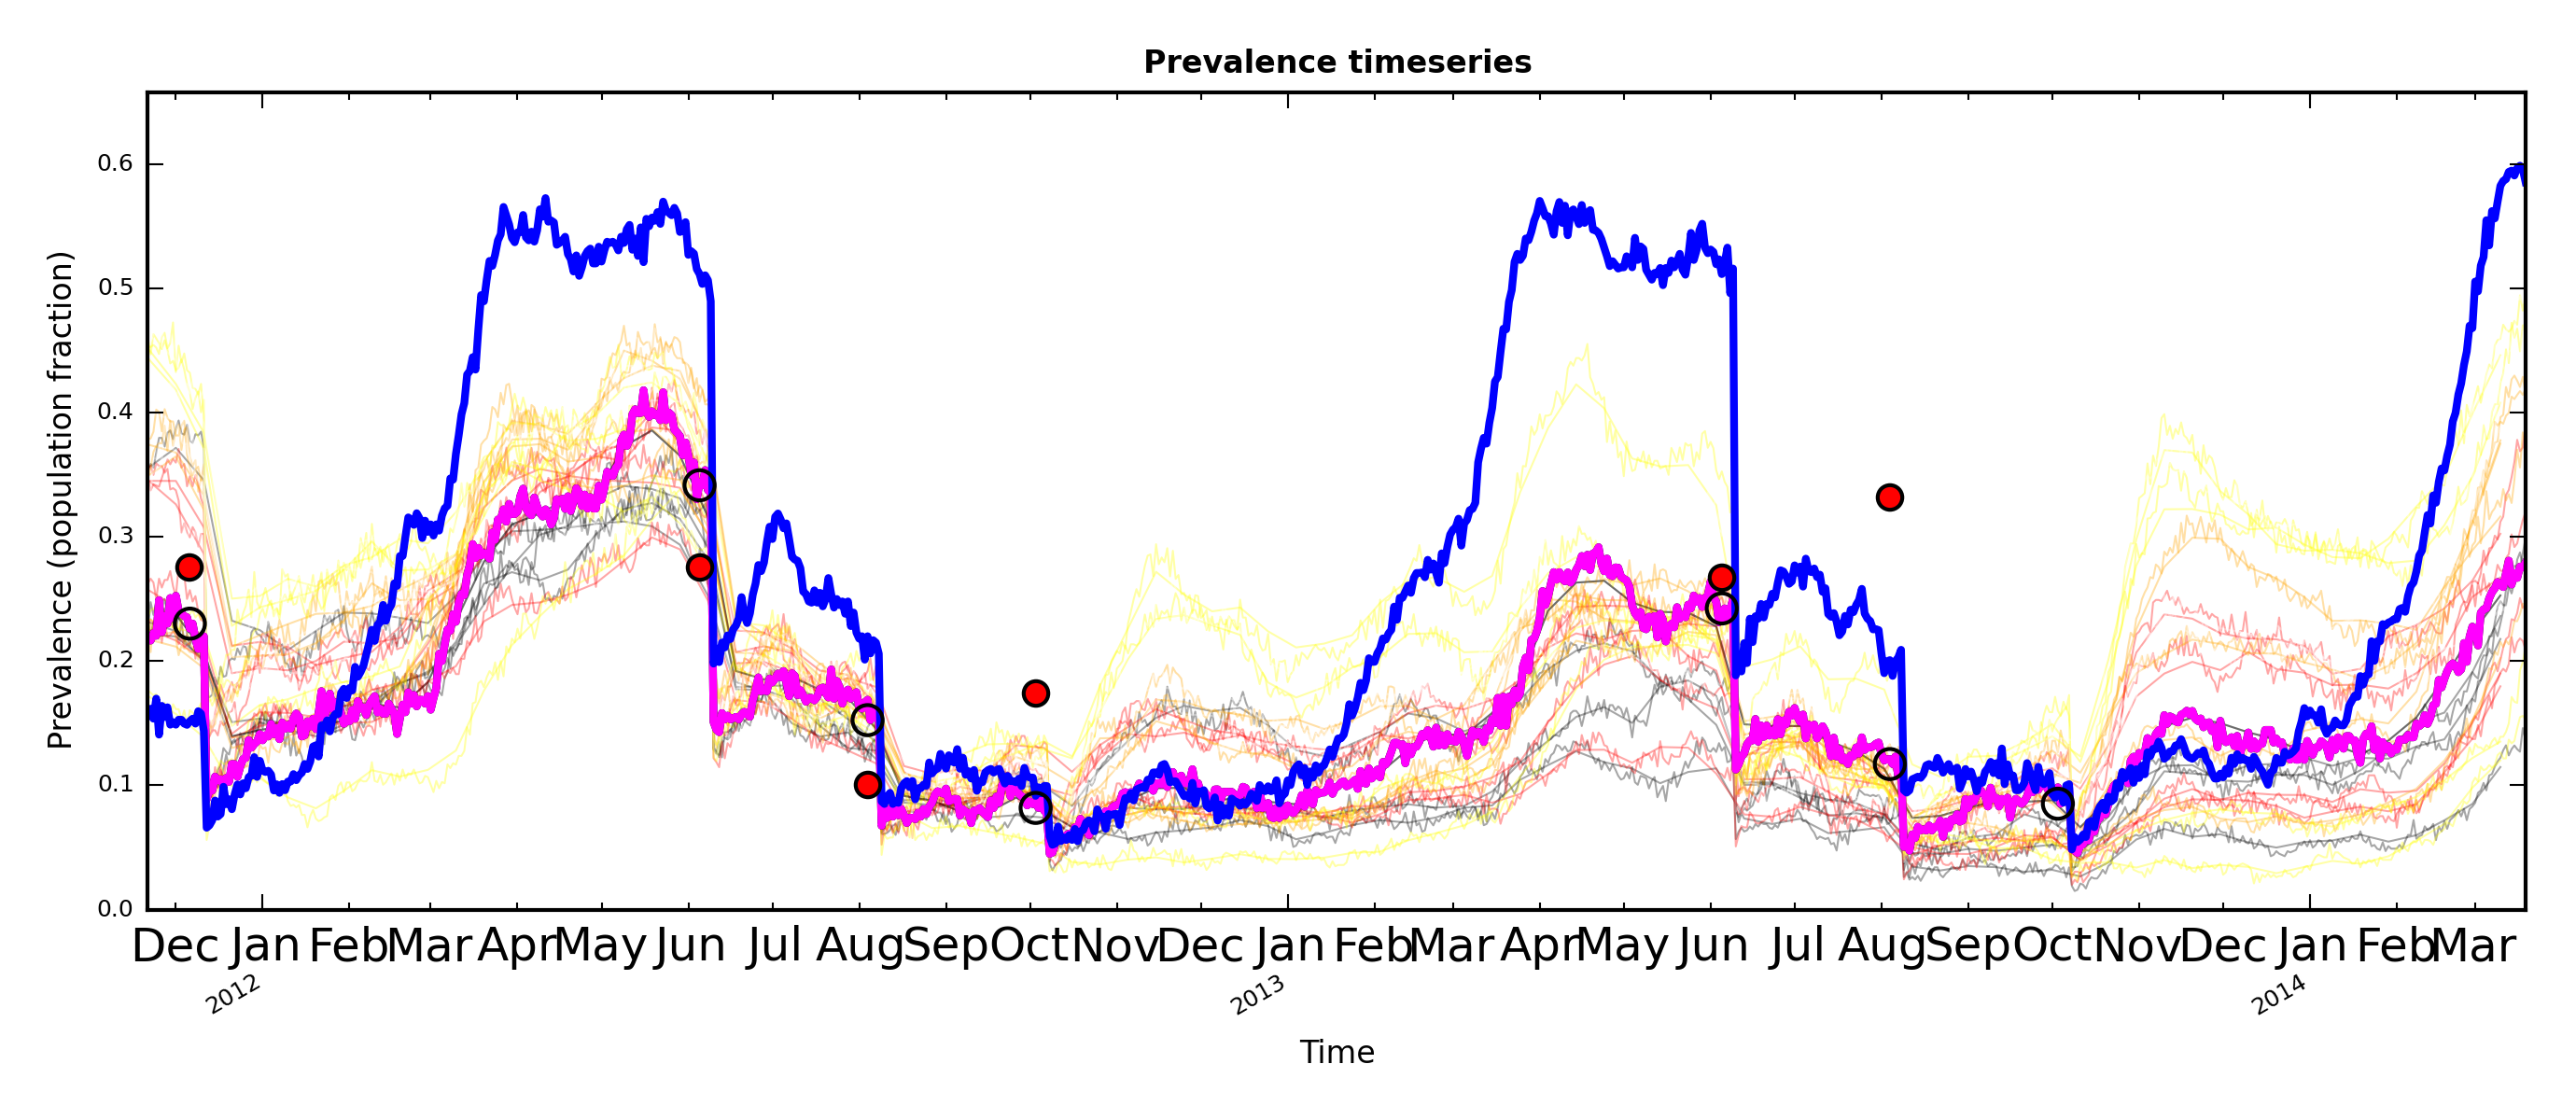 Prevalence timeseries
Prevalence (population fraction)
0.6
0.5
0.4
0.3
0.2
0.1
0.0
Dec Jan Feb Mar Apr May Jun Jul Aug Sep Oct Nov Dec Jan Feb Mar Apr May Jun Jul Aug Sep Oct Nov Dec Jan Feb Mar
2012 2013 2014
Time